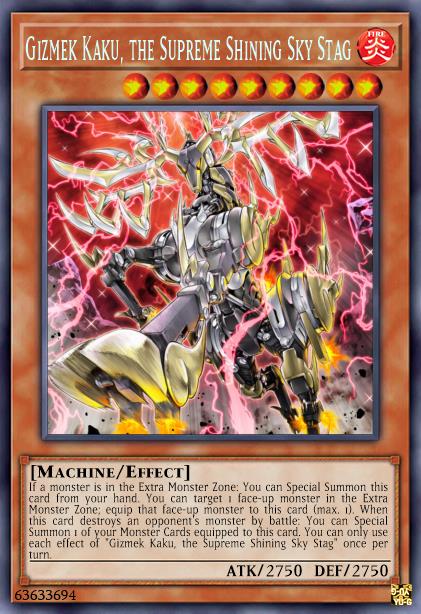 Gizmek Kaku, the Supreme Shining Sky Stag
FIRE
炎
[Machine/Effect]
If a monster is in the Extra Monster Zone: You can Special Summon this
card from your hand. You can target 1 face-up monster in the Extra
Monster Zone; equip that face-up monster to this card (max. 1). When
this card destroys an opponent's monster by battle: You can Special
Summon 1 of your Monster Cards equipped to this card. You can only use
each effect of "Gizmek Kaku, the Supreme Shining Sky Stag" once per
turn.
ATK/2750 DEF/2750
63633694